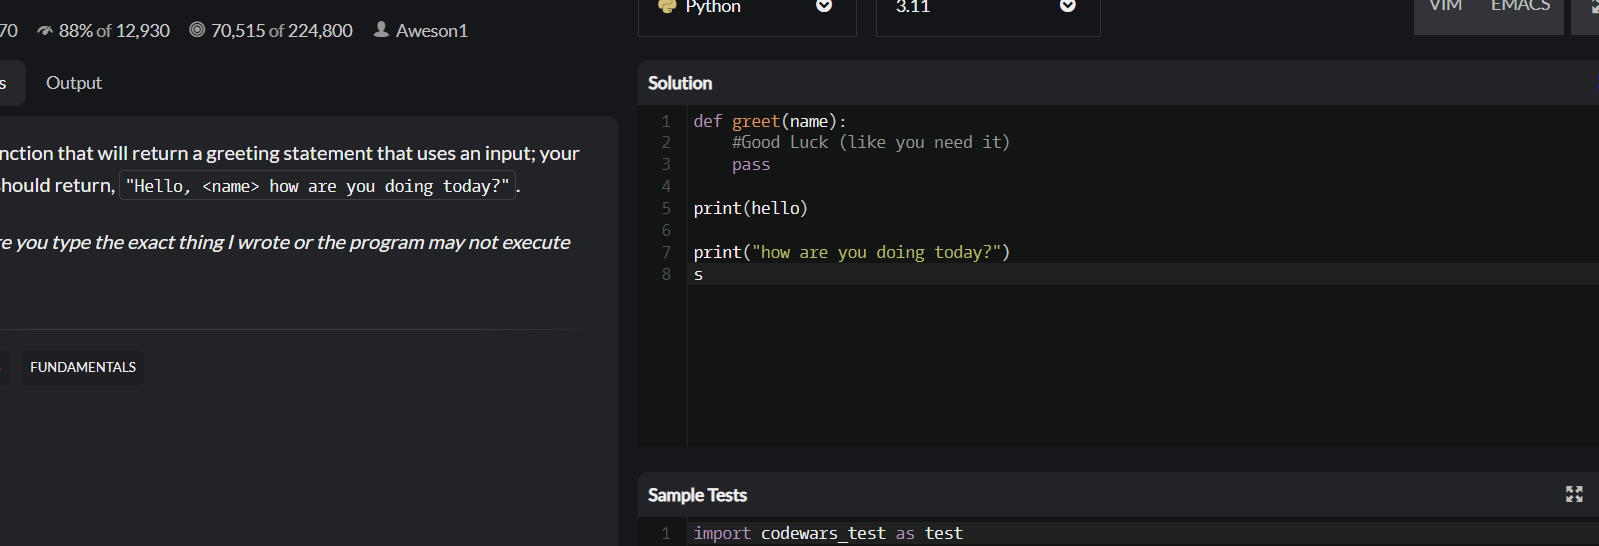 70 88% of 12,930 70,515 of 224,800 Aweson1
Python
3.11
VIM EMACS
s Output
nction that will return a greeting statement that uses an input; your
should return, "Hello, <name> how are you doing today?".
re you type the exact thing I wrote or the program may not execute
FUNDAMENTALS
Solution
1 def greet(name):
2 #Good Luck (like you need it)
3 pass
4
5 print(hello)
6
7 print("how are you doing today?")
8 s
Sample Tests
1 import codewars_test as test